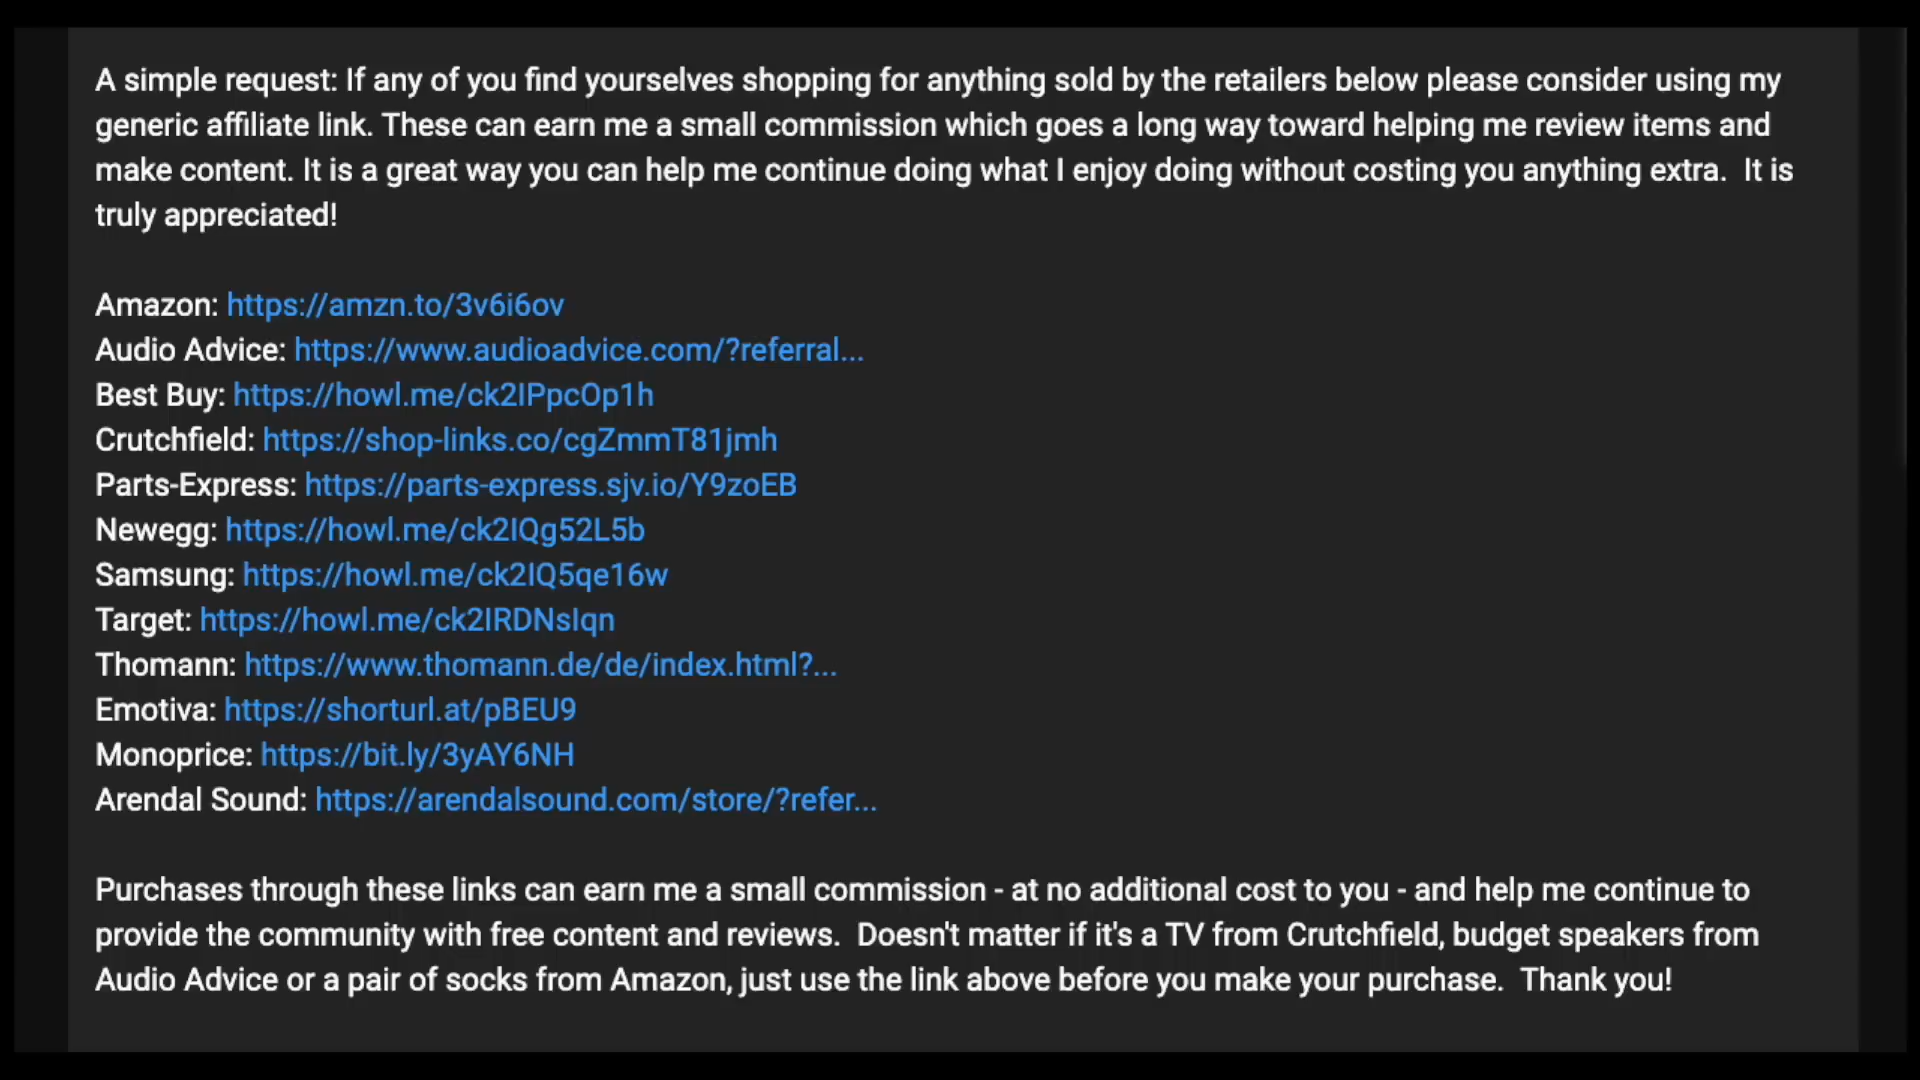 A simple request: If any of you find yourselves shopping for anything sold by the retailers below please consider using my
generic affiliate link. These can earn me a small commission which goes a long way toward helping me review items and
make content. It is a great way you can help me continue doing what I enjoy doing without costing you anything extra.  It is
truly appreciated!
Amazon: https://amzn.to/3v6i6ov
Audio Advice: https://www.audioadvice.com/?referral...
Best Buy: https://howl.me/ck2IPpcOp1h
Crutchfield: https://shop-links.co/cgZmmT81jmh
Parts-Express: https://parts-express.sjv.io/Y9zoEB
Newegg: https://howl.me/ck2IQg52L5b
Samsung: https://howl.me/ck2IQ5qe16w
Target: https://howl.me/ck2IRDNsIqn
Thomann: https://www.thomann.de/de/index.html?...
Emotiva: https://shorturl.at/pBEU9
Monoprice: https://bit.ly/3yAY6NH
Arendal Sound: https://arendalsound.com/store/?refer...
Purchases through these links can earn me a small commission - at no additional cost to you - and help me continue to
provide the community with free content and reviews.  Doesn't matter if it's a TV from Crutchfield, budget speakers from
Audio Advice or a pair of socks from Amazon, just use the link above before you make your purchase.  Thank you!